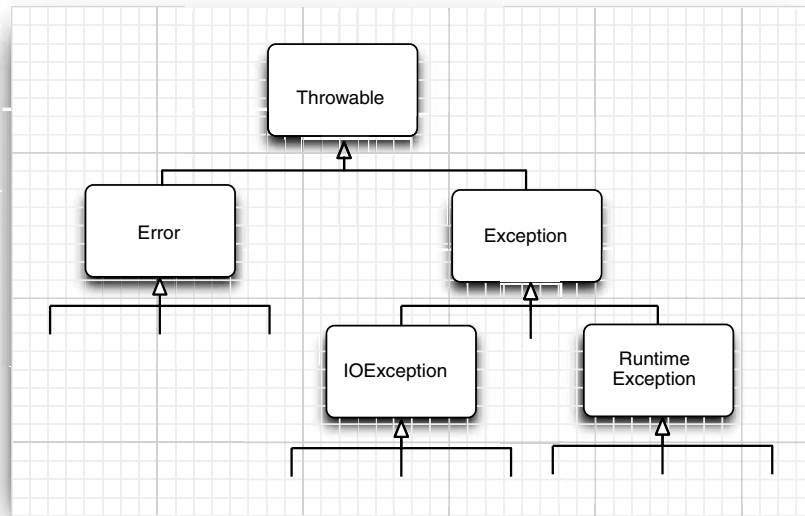 Throwable
Error
Exception
IOException
Runtime
Exception